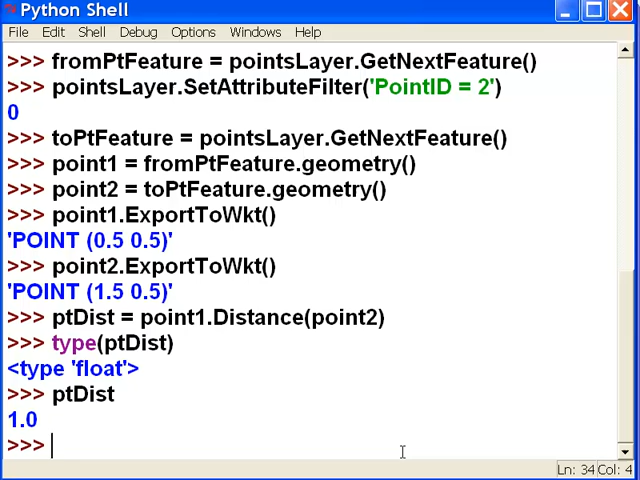 Python Shell
File Edit Shell Debug Options Windows Help
>>> fromPtFeature = pointsLayer.GetNextFeature()
>>> pointsLayer.SetAttributeFilter('PointID = 2')
0
>>> toPtFeature = pointsLayer.GetNextFeature()
>>> point1 = fromPtFeature.geometry()
>>> point2 = toPtFeature.geometry()
>>> point1.ExportToWkt()
'POINT (0.5 0.5)'
>>> point2.ExportToWkt()
'POINT (1.5 0.5)'
>>> ptDist = point1.Distance(point2)
>>> type(ptDist)
<type 'float'>
>>> ptDist
1.0
>>>
Ln: 34 Col: 4